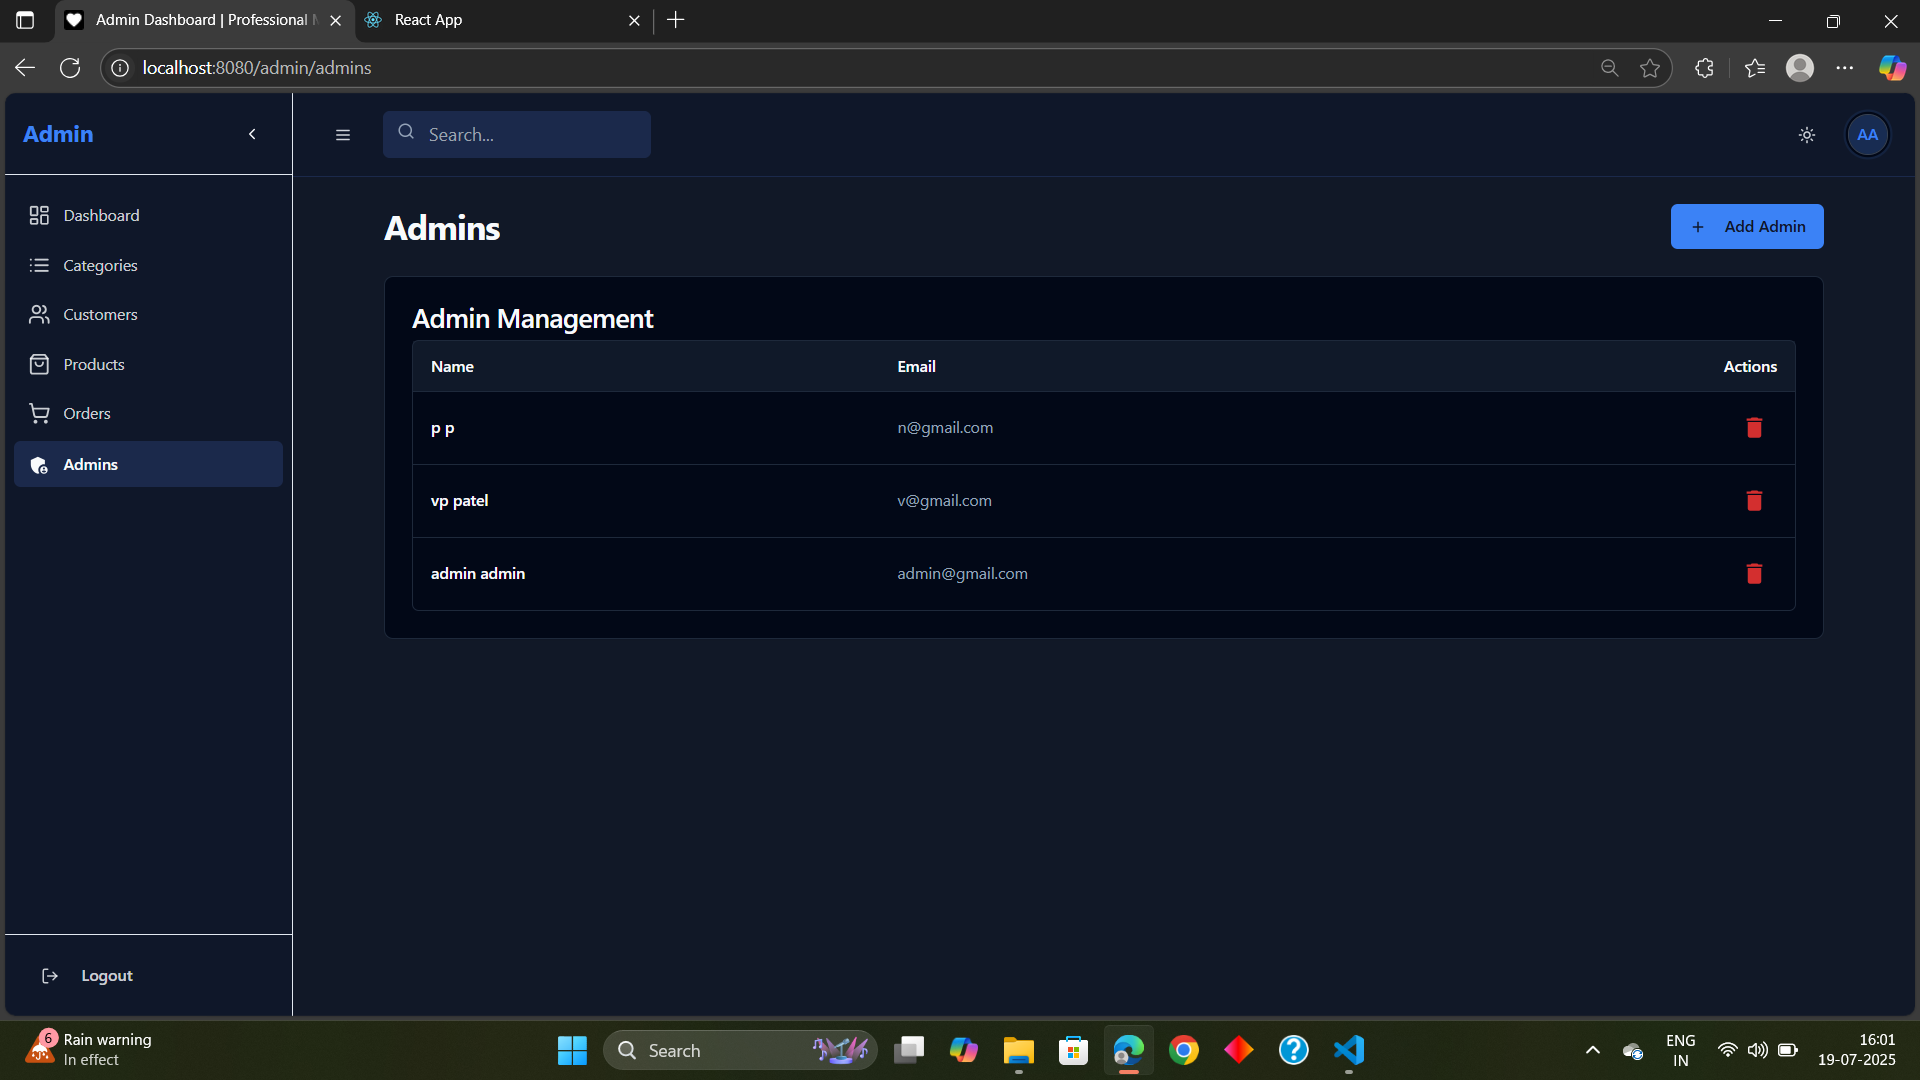 Admin Dashboard | Professional
React App
localhost:8080/admin/admins
Admin
Search...
AA
Dashboard
Categories
Customers
Products
Orders
Admins
Logout
Admins
+ Add Admin
Admin Management
Name Email Actions
p p n@gmail.com
vp patel v@gmail.com
admin admin admin@gmail.com
6
Rain warning
In effect
Search
?
ENG
IN
16:01
19-07-2025